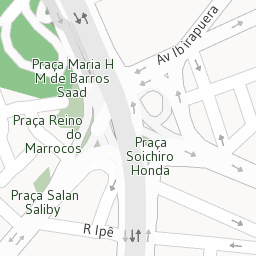 Av Ibirapuera
Praça Maria H
M de Barros
Saad
Praça Reino
do
Marrocos
Praça
Soichiro
Honda
Praça Salan
Saliby
R Ipê